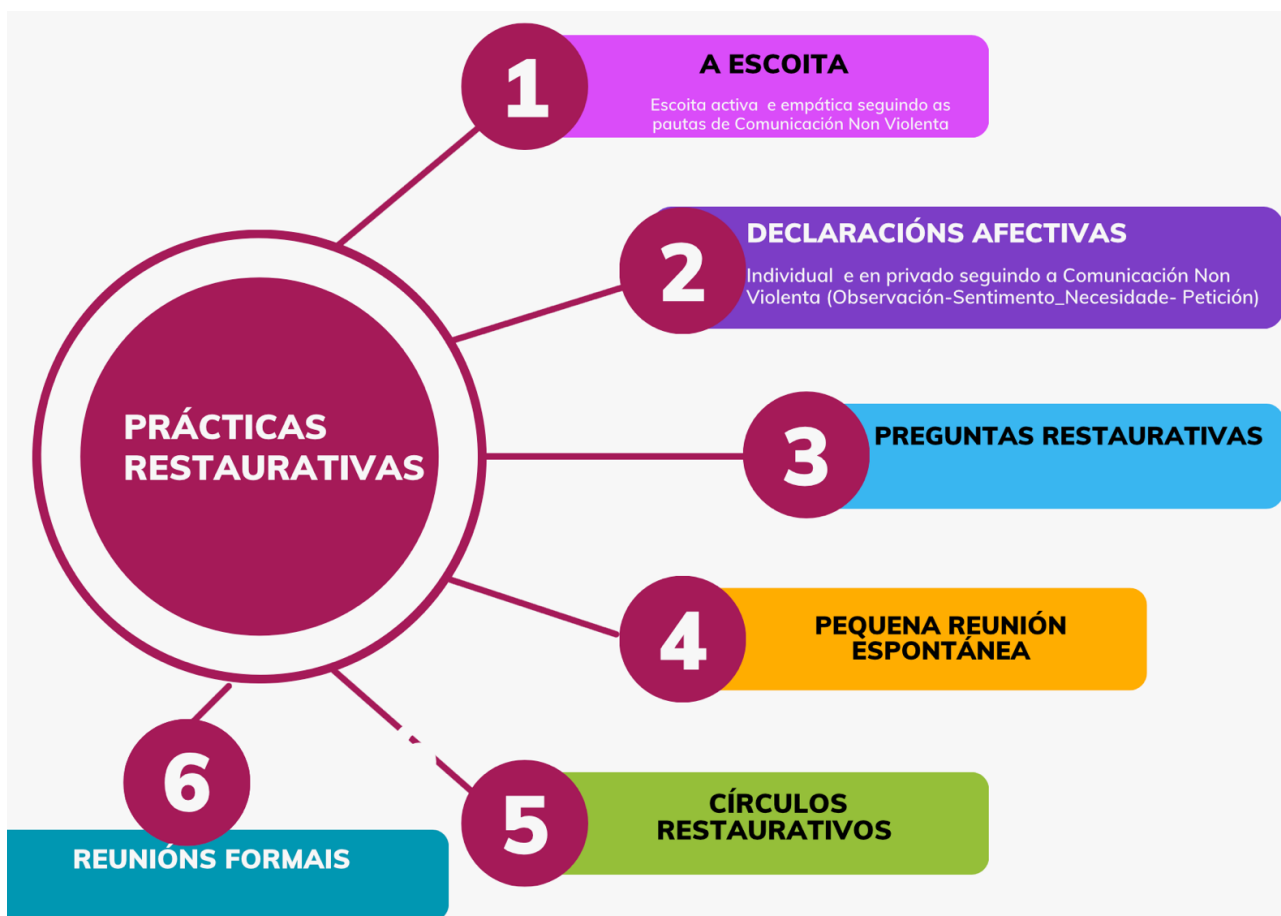 PRÁCTICAS
RESTAURATIVAS
1
A ESCOITA
Escoita activa e empática seguindo as
pautas de Comunicación Non Violenta
2
DECLARACIÓNS AFECTIVAS
Individual e en privado seguindo a Comunicación Non
Violenta (Observación-Sentimento_Necesidade- Petición)
3
PREGUNTAS RESTAURATIVAS
4
PEQUENA REUNIÓN
ESPONTÁNEA
5
CÍRCULOS
RESTAURATIVOS
6
REUNIÓNS FORMAIS